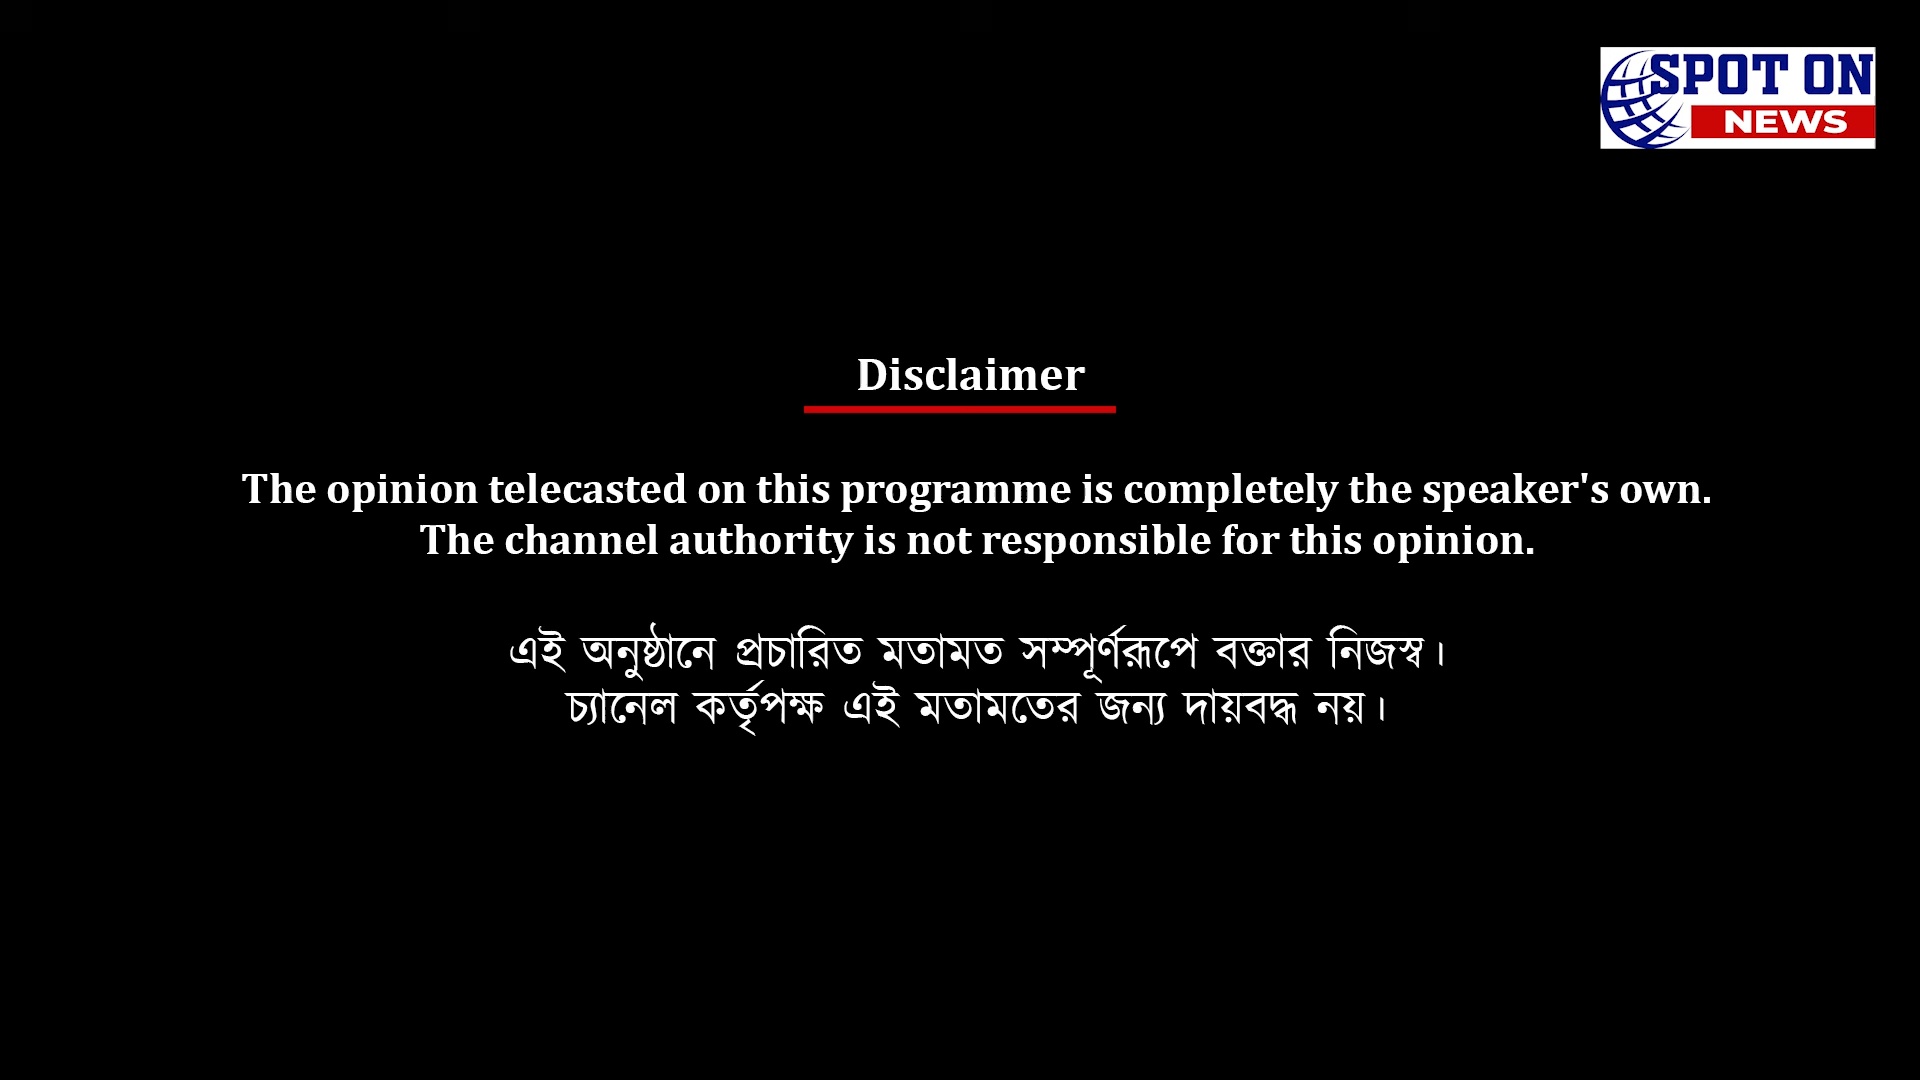 SPOT ON
NEWS
Disclaimer
The opinion telecasted on this programme is completely the speaker's own.
The channel authority is not responsible for this opinion.
এই অনুষ্ঠানে প্রচারিত মতামত সম্পূর্ণরূপে বক্তার নিজস্ব।
চ্যানেল কর্তৃপক্ষ এই মতামতের জন্য দায়বদ্ধ নয়।